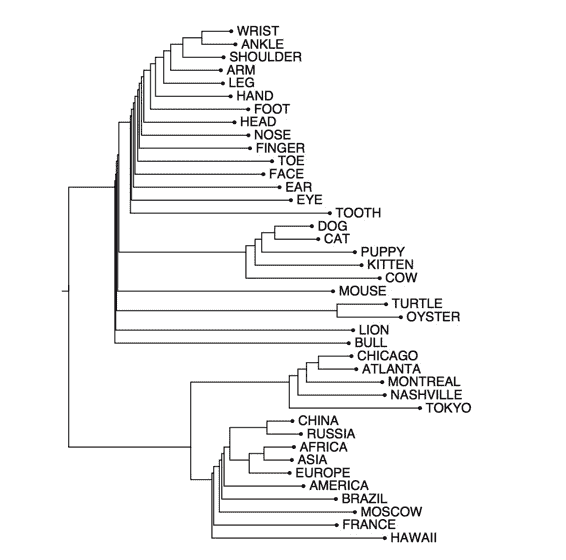 WRIST
ANKLE
SHOULDER
ARM
LEG
HAND
FOOT
HEAD
NOSE
FINGER
TOE
FACE
EAR
EYE
TOOTH
DOG
CAT
PUPPY
KITTEN
COW
MOUSE
TURTLE
OYSTER
LION
BULL
CHICAGO
ATLANTA
MONTREAL
NASHVILLE
TOKYO
CHINA
RUSSIA
AFRICA
ASIA
EUROPE
AMERICA
BRAZIL
MOSCOW
FRANCE
HAWAII